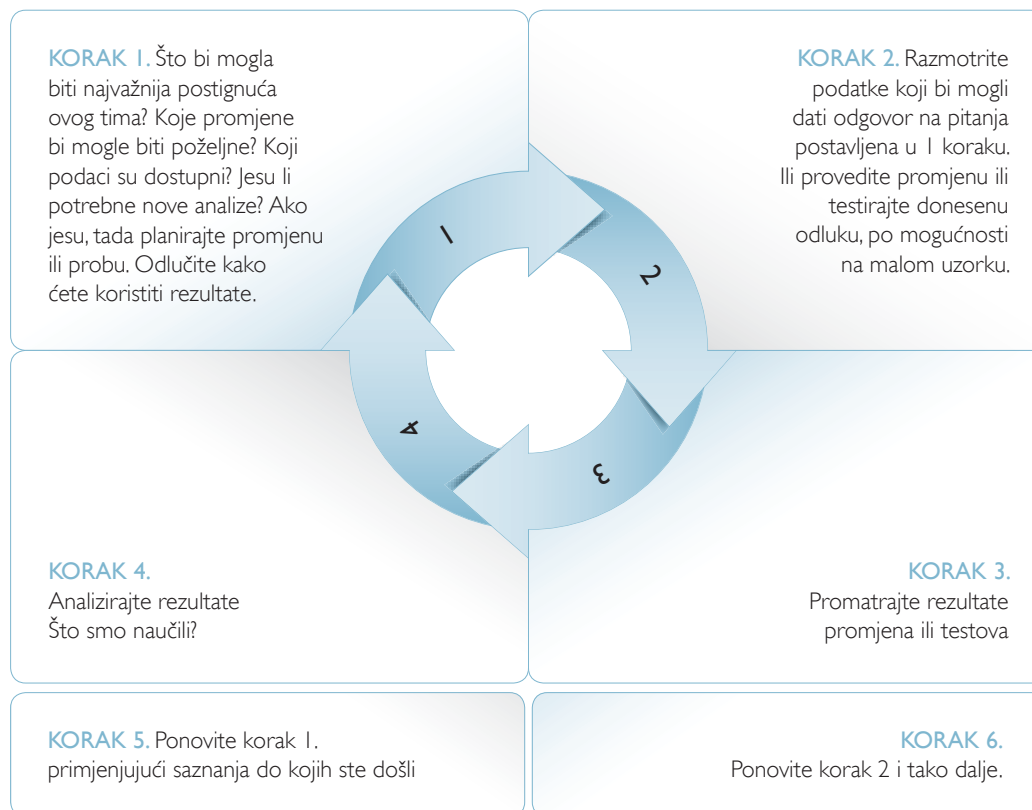 KORAK 1. Što bi mogla
biti najvažnija postignuća
ovog tima? Koje promjene
bi mogle biti poželjne? Koji
podaci su dostupni? Jesu li
potrebne nove analize? Ako
jesu, tada planirajte promjenu
ili probu. Odlučite kako
ćete koristiti rezultate.
KORAK 2. Razmotrite
podatke koji bi mogli
dati odgovor na pitanja
postavljena u 1 koraku.
Ili provedite promjenu ili
testirajte donesenu
odluku, po mogućnosti
na malom uzorku.
1
2
3
4
KORAK 4.
Analizirajte rezultate
Što smo naučili?
KORAK 3.
Promatrajte rezultate
promjena ili testova
KORAK 5. Ponovite korak 1.
primjenjujući saznanja do kojih ste došli
KORAK 6.
Ponovite korak 2 i tako dalje.